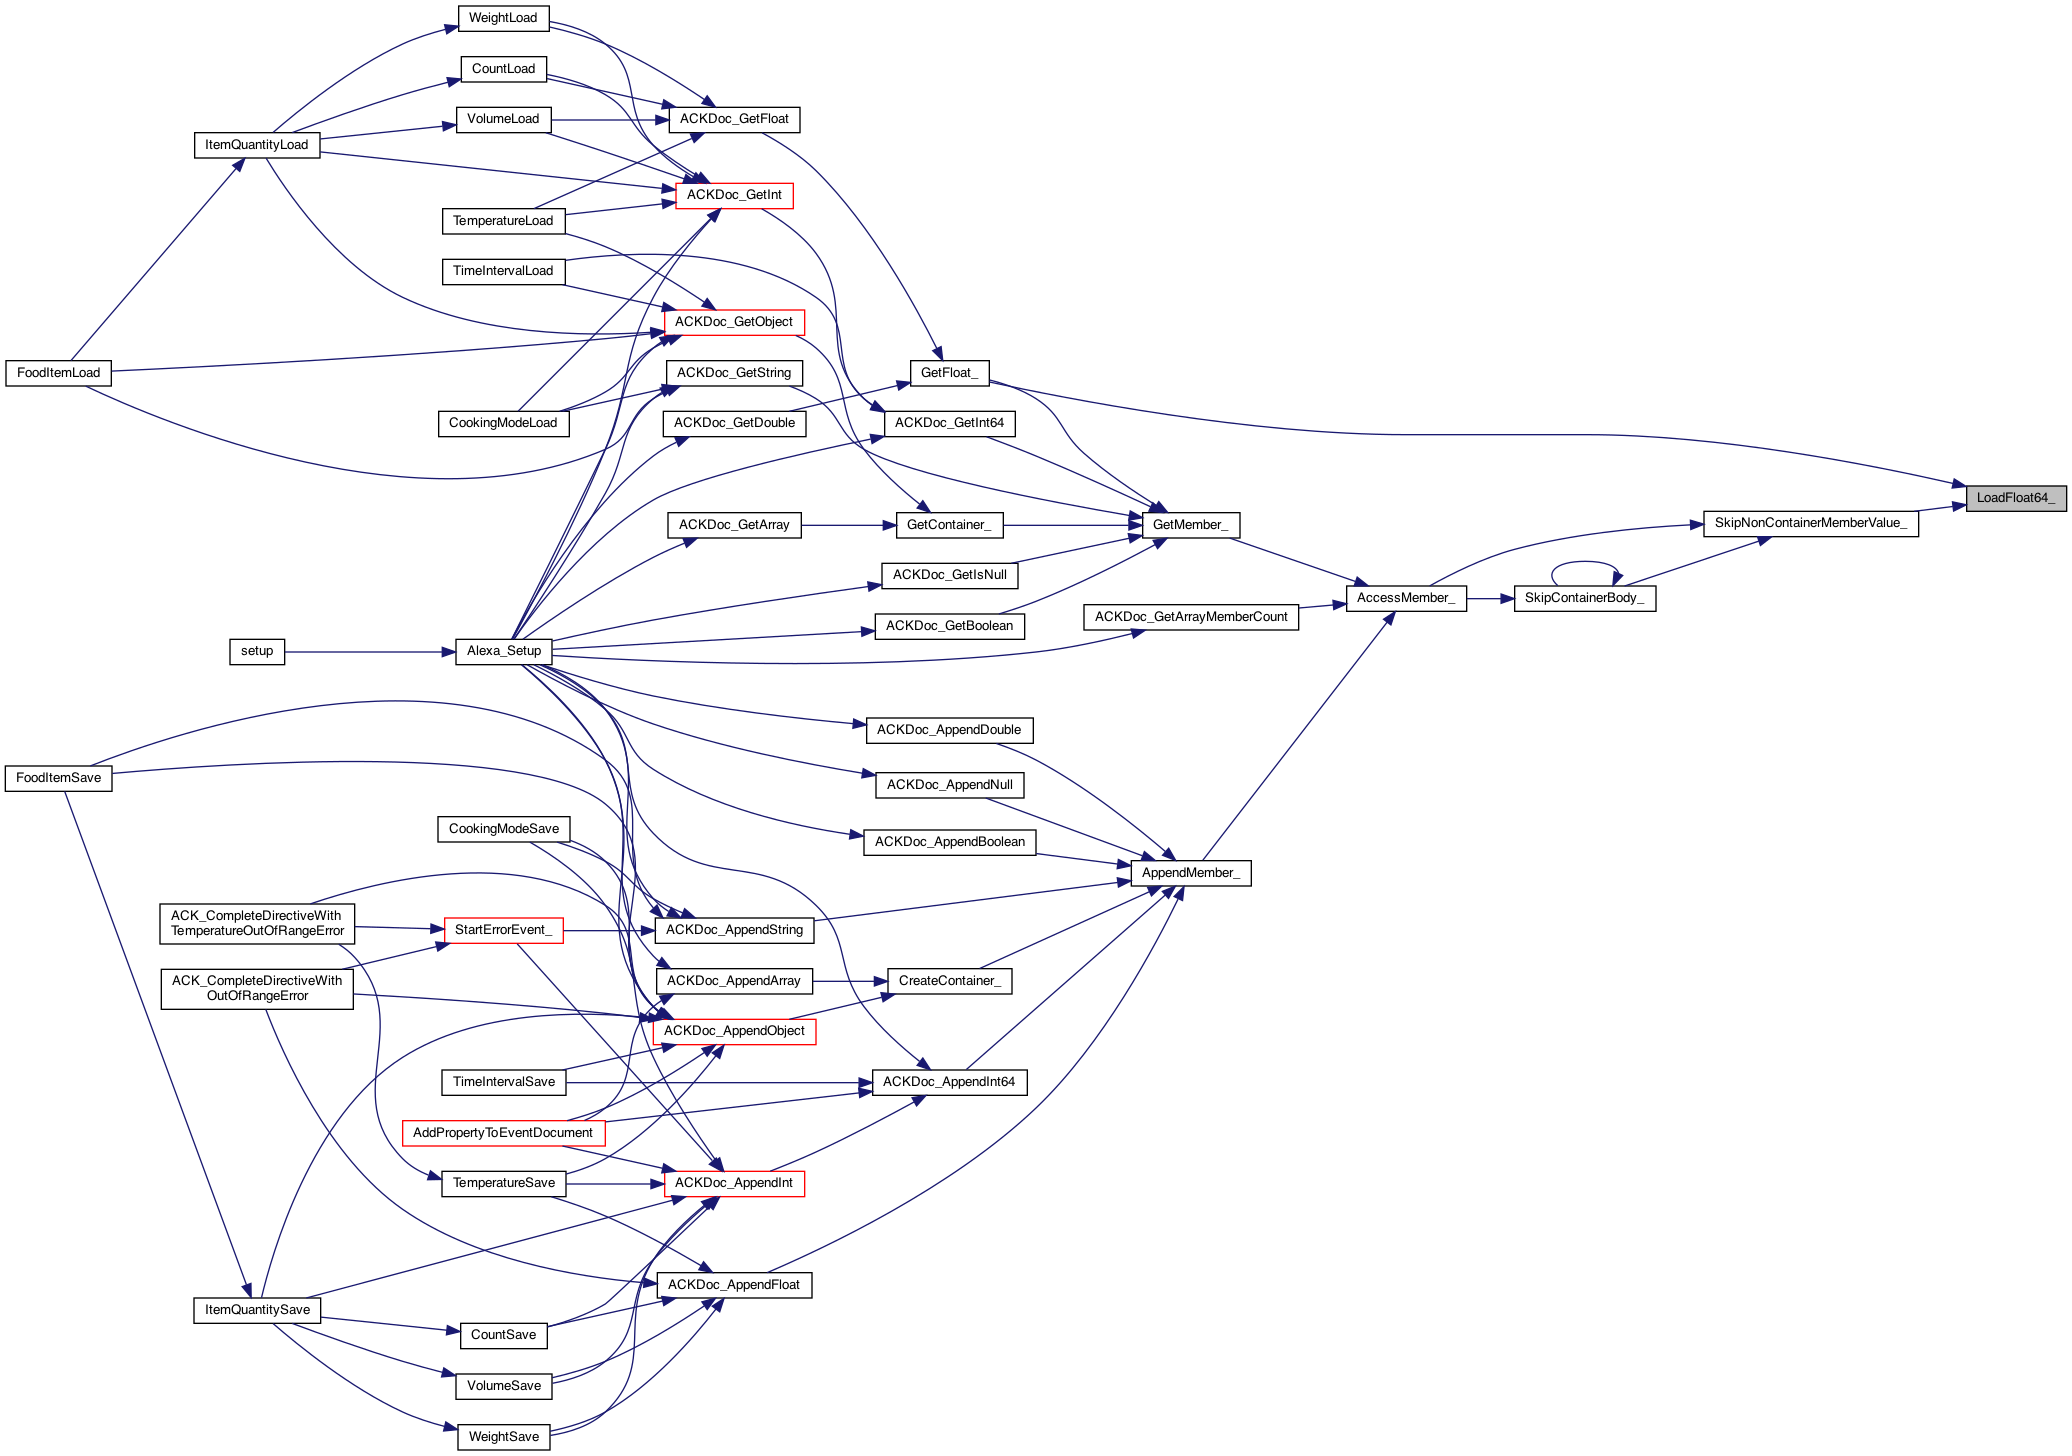 WeightLoad
CountLoad
VolumeLoad
ACKDoc_GetFloat
ItemQuantityLoad
ACKDoc_GetInt
TemperatureLoad
TimeIntervalLoad
ACKDoc_GetObject
FoodItemLoad
ACKDoc_GetString
GetFloat_
CookingModeLoad
ACKDoc_GetDouble
ACKDoc_GetInt64
LoadFloat64_
ACKDoc_GetArray
GetContainer_
GetMember_
SkipNonContainerMemberValue_
ACKDoc_GetIsNull
AccessMember_
SkipContainerBody_
ACKDoc_GetArrayMemberCount
ACKDoc_GetBoolean
setup
Alexa_Setup
ACKDoc_AppendDouble
FoodItemSave
ACKDoc_AppendNull
CookingModeSave
ACKDoc_AppendBoolean
AppendMember_
ACK_CompleteDirectiveWith
TemperatureOutOfRangeError
StartErrorEvent_
ACKDoc_AppendString
ACK_CompleteDirectiveWith
OutOfRangeError
ACKDoc_AppendArray
CreateContainer_
ACKDoc_AppendObject
TimeIntervalSave
ACKDoc_AppendInt64
AddPropertyToEventDocument
TemperatureSave
ACKDoc_AppendInt
ACKDoc_AppendFloat
ItemQuantitySave
CountSave
VolumeSave
WeightSave